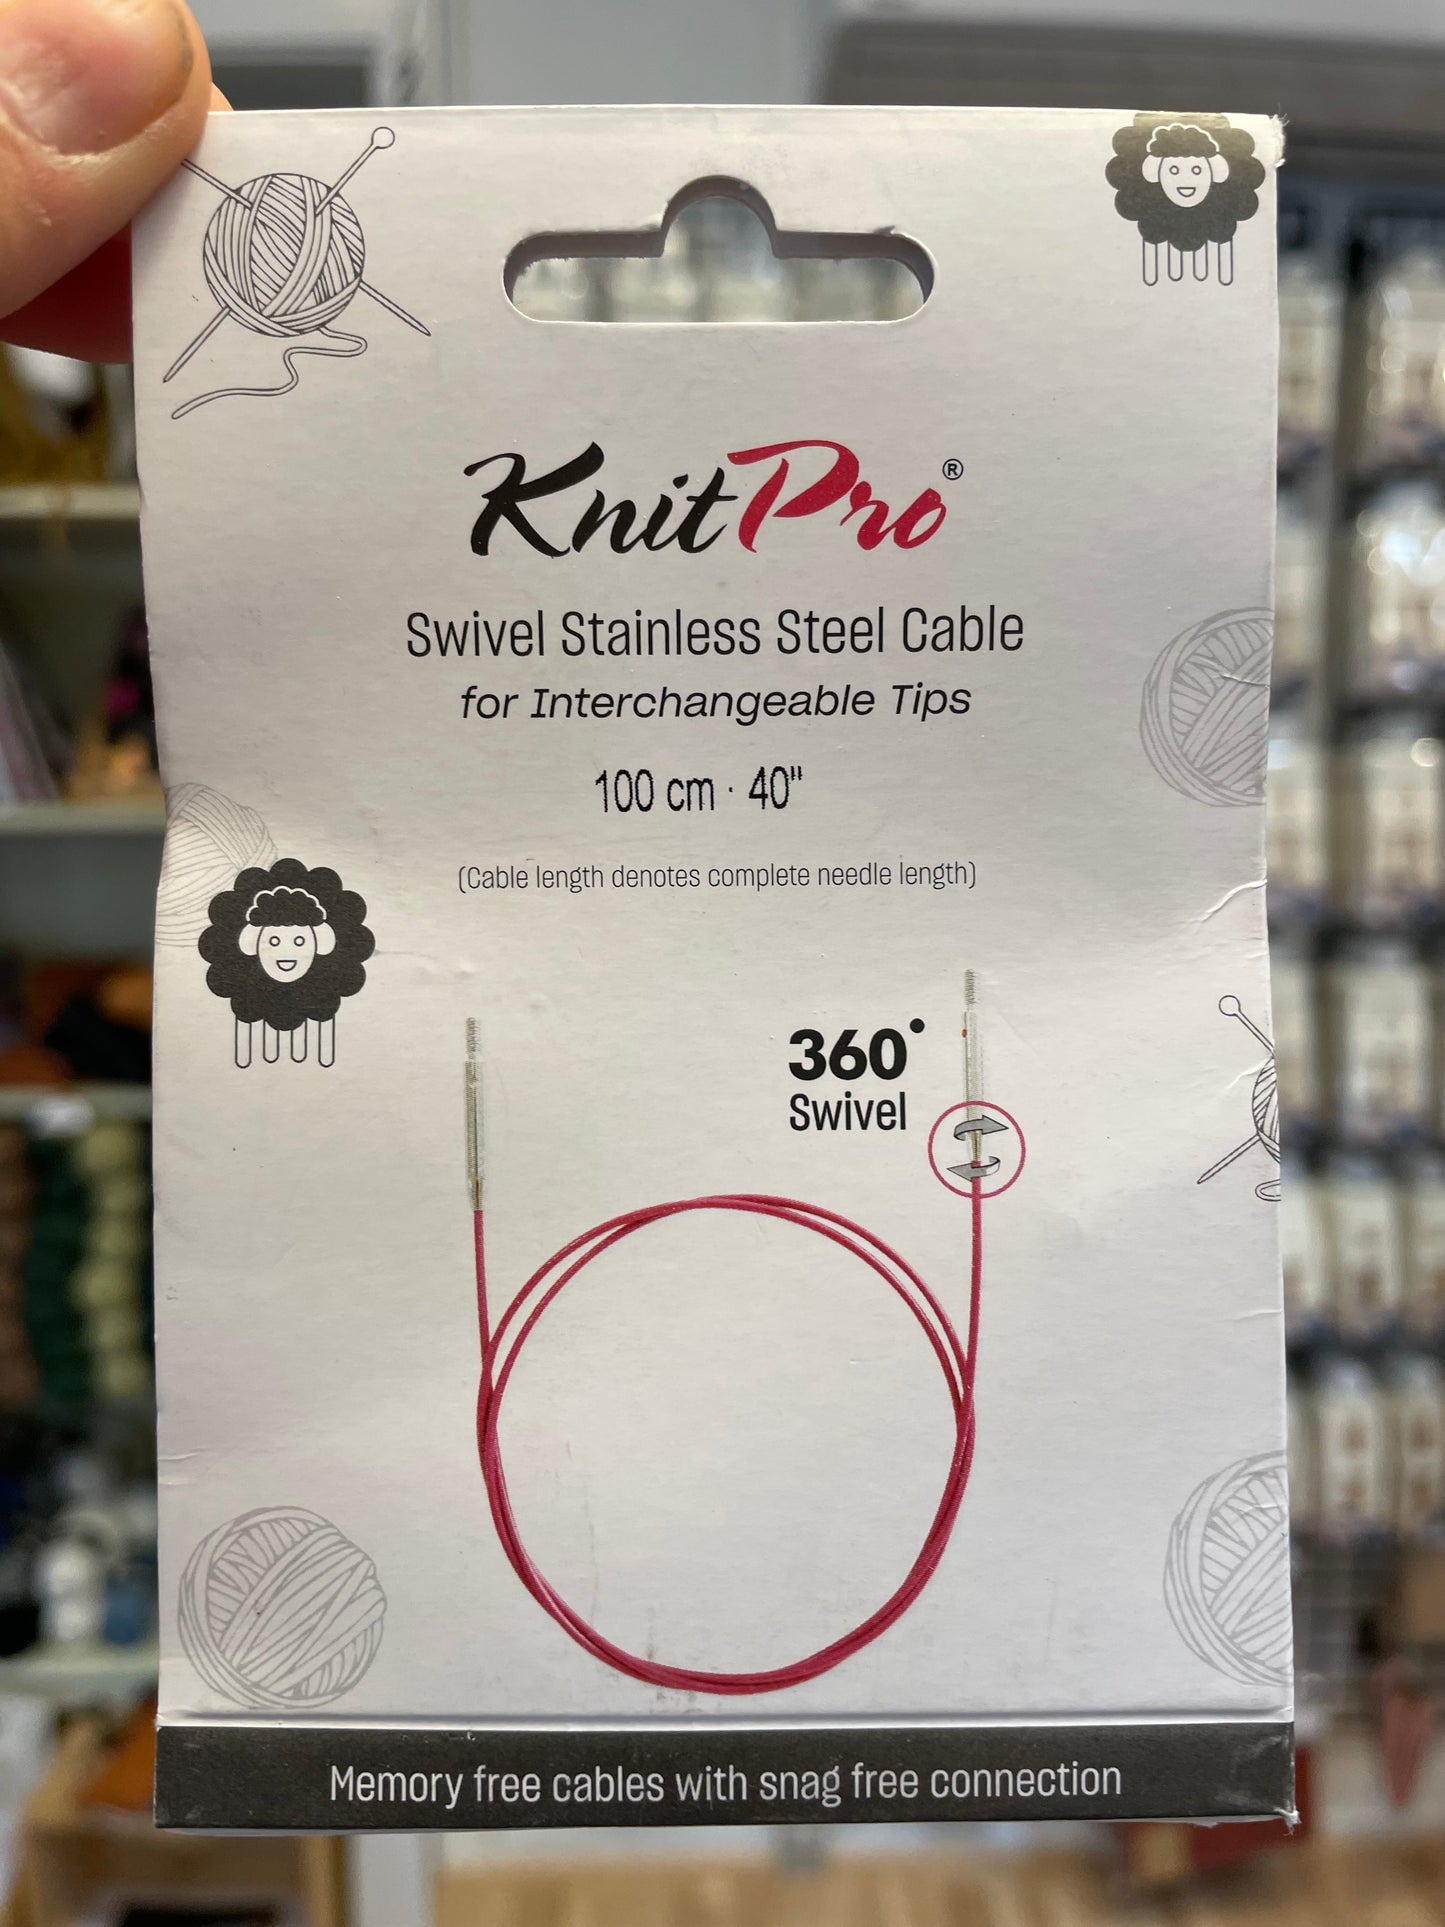 KnitPro®
Swivel Stainless Steel Cable
for Interchangeable Tips
100 cm · 40"
(Cable length denotes complete needle length)
360°
Swivel
Memory free cables with snag free connection